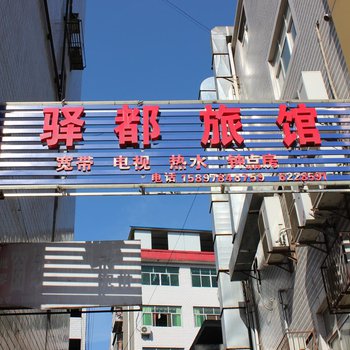 驿都旅馆
宽带 电视 热水 钟点房
电话